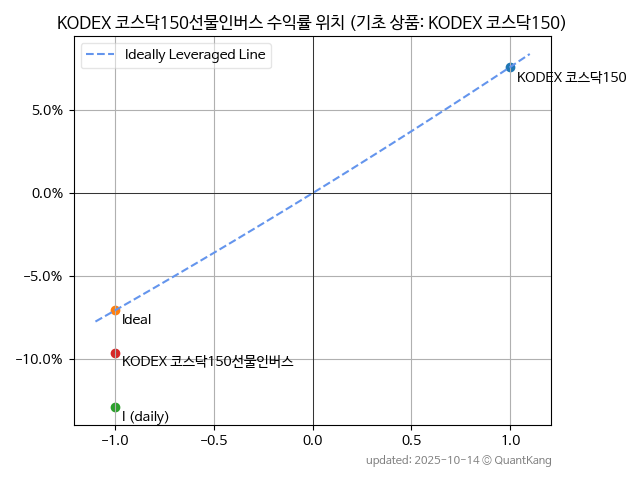 KODEX 코스닥150선물인버스 수익률 위치 (기초 상품: KODEX 코스닥150)
Ideally Leveraged Line
KODEX 코스닥150
5.0%
0.0%
−5.0%
Ideal
−10.0%
KODEX 코스닥150선물인버스
I (daily)
−1.0 −0.5 0.0 0.5 1.0
updated: 2025-10-14 © QuantKang